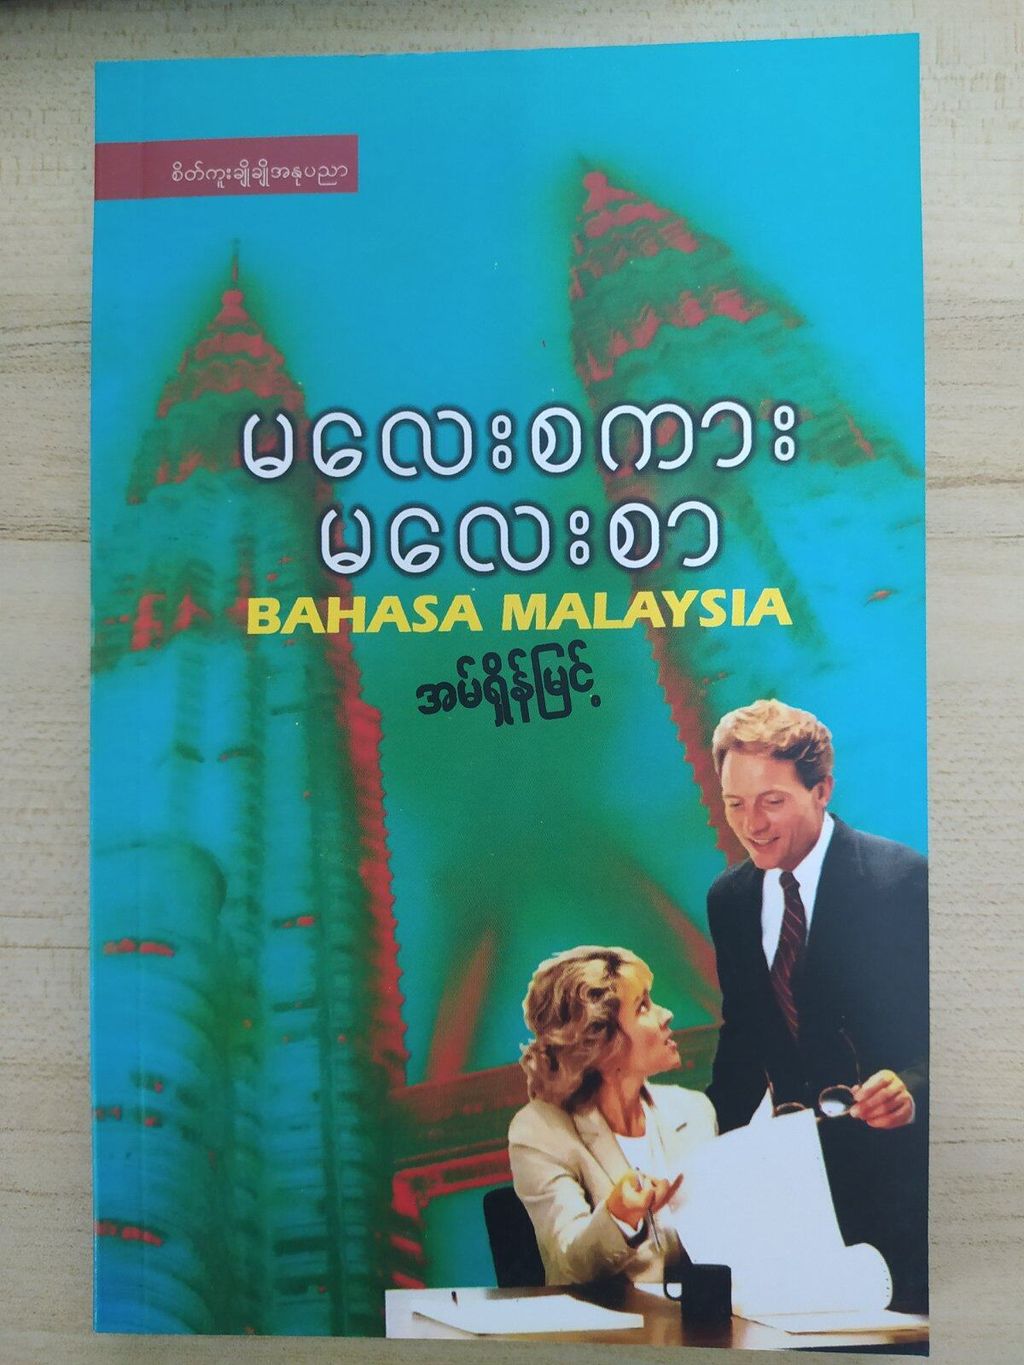 စိတ်ကူးချိုချိုအနုပညာ
မလေးစကား
မလေးစာ
BAHASA MALAYSIA
အမ်ရှိန်မြင့်